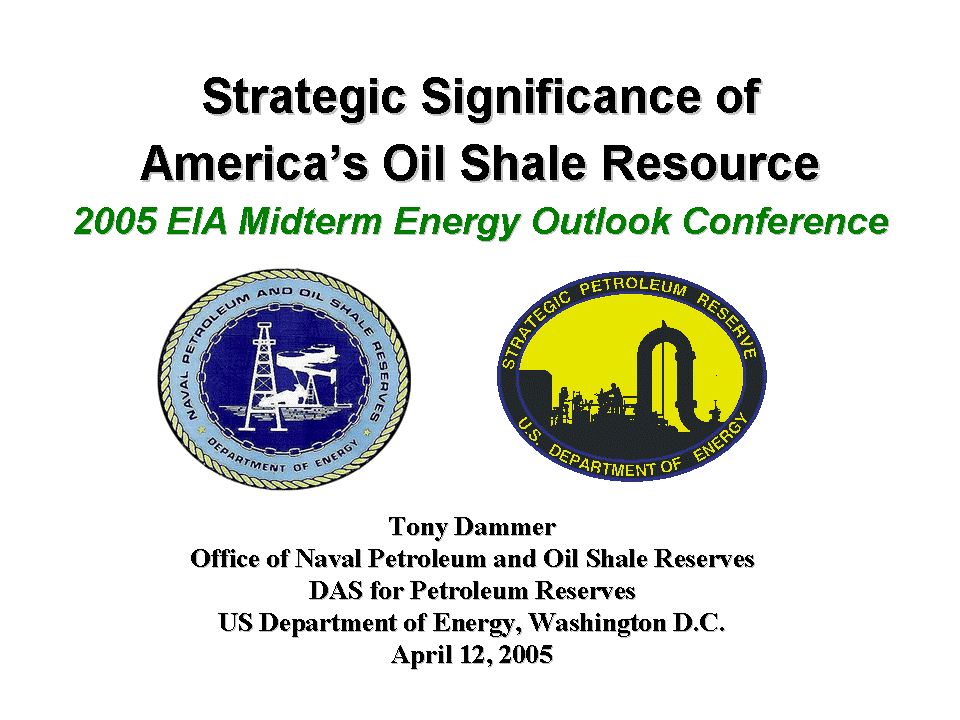 Strategic Significance of
America's Oil Shale Resource
2005 EIA Midterm Energy Outlook Conference
NAVAL PETROLEUM AND OIL SHALE RESERVES
DEPARTMENT OF ENERGY
STRATEGIC PETROLEUM RESERVE
U.S. DEPARTMENT OF ENERGY
Tony Dammer
Office of Naval Petroleum and Oil Shale Reserves
DAS for Petroleum Reserves
US Department of Energy, Washington D.C.
April 12, 2005